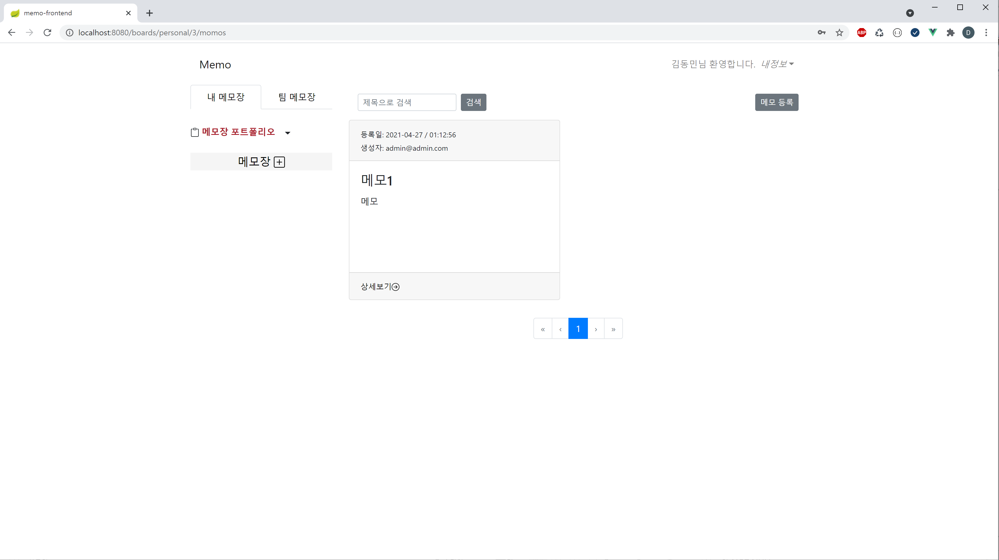 memo-frontend
localhost:8080/boards/personal/3/momos
ABP
D
Memo
김동민님 환영합니다. 내정보
내 메모장
팀 메모장
제목으로 검색
검색
메모 등록
메모장 포트폴리오
메모장
등록일: 2021-04-27 / 01:12:56
생성자: admin@admin.com
메모1
메모
상세보기
« ‹ 1 › »